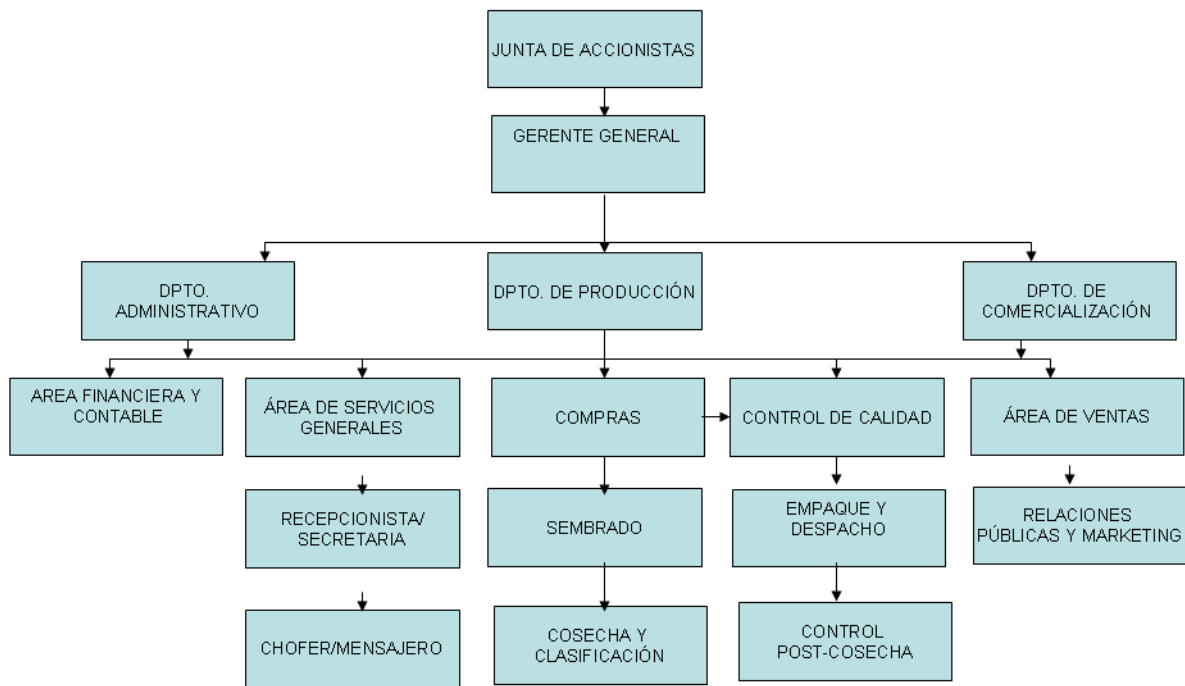 JUNTA DE ACCIONISTAS
GERENTE GENERAL
DPTO.
ADMINISTRATIVO
DPTO. DE PRODUCCIÓN
DPTO. DE
COMERCIALIZACIÓN
AREA FINANCIERA Y
CONTABLE
ÁREA DE SERVICIOS
GENERALES
COMPRAS
CONTROL DE CALIDAD
ÁREA DE VENTAS
RECEPCIONISTA/
SECRETARIA
SEMBRADO
EMPAQUE Y
DESPACHO
RELACIONES
PÚBLICAS Y MARKETING
CHOFER/MENSAJERO
COSECHA Y
CLASIFICACIÓN
CONTROL
POST-COSECHA